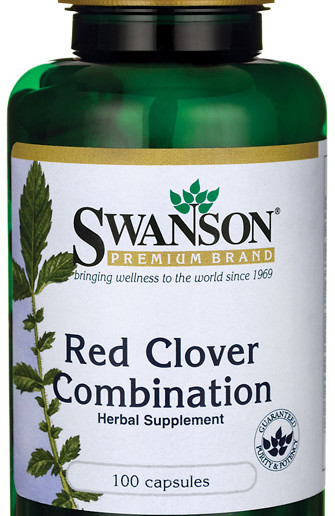 SWANSON®
PREMIUM BRAND
bringing wellness to the world since 1969
Red Clover
Combination
Herbal Supplement
GUARANTEED
PURITY & POTENCY
100 capsules